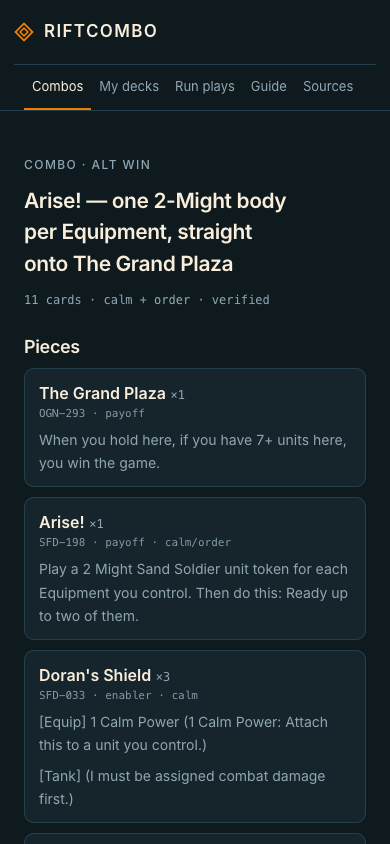 RIFTCOMBO
Combos My decks Run plays Guide Sources
COMBO · ALT WIN
Arise! — one 2-Might body
per Equipment, straight
onto The Grand Plaza
11 cards · calm + order · verified
Pieces
The Grand Plaza ×1
OGN-293 · payoff
When you hold here, if you have 7+ units here,
you win the game.
Arise! ×1
SFD-198 · payoff · calm/order
Play a 2 Might Sand Soldier unit token for each
Equipment you control. Then do this: Ready up
to two of them.
Doran's Shield ×3
SFD-033 · enabler · calm
[Equip] 1 Calm Power (1 Calm Power: Attach
this to a unit you control.)
[Tank] (I must be assigned combat damage
first.)